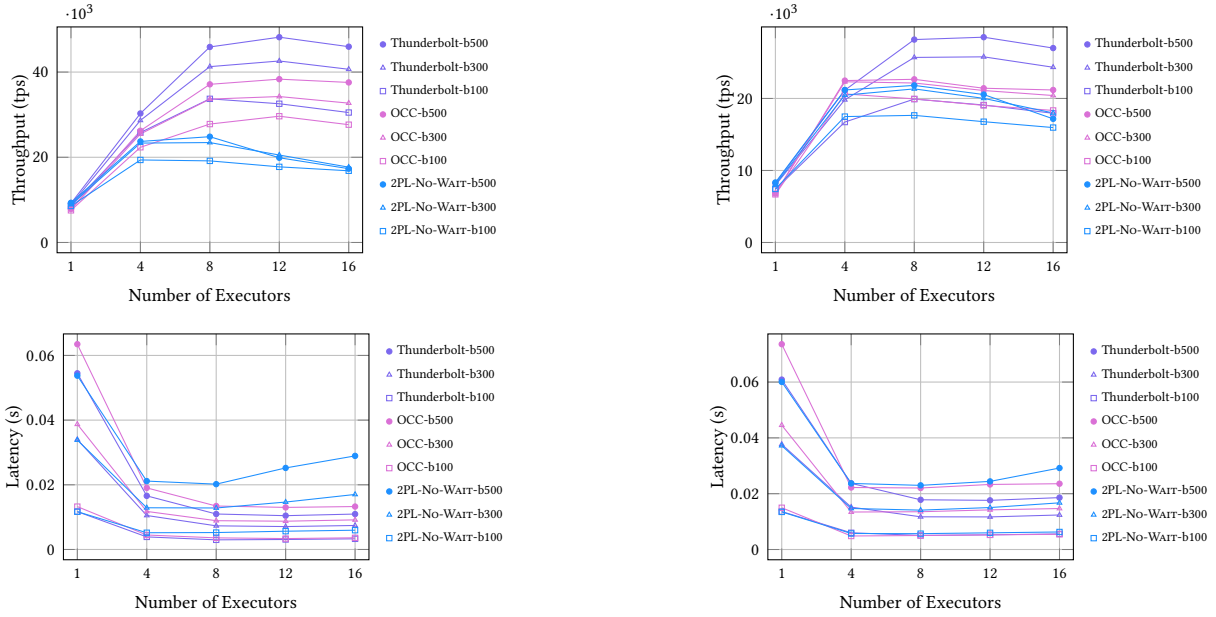 ·10³
Throughput (tps)
40
20
0
1 4 8 12 16
Number of Executors
Thunderbolt-b500
Thunderbolt-b300
Thunderbolt-b100
OCC-b500
OCC-b300
OCC-b100
2PL-No-Wait-b500
2PL-No-Wait-b300
2PL-No-Wait-b100
·10³
Throughput (tps)
20
10
0
1 4 8 12 16
Number of Executors
Thunderbolt-b500
Thunderbolt-b300
Thunderbolt-b100
OCC-b500
OCC-b300
OCC-b100
2PL-No-Wait-b500
2PL-No-Wait-b300
2PL-No-Wait-b100
Latency (s)
0.06
0.04
0.02
0
1 4 8 12 16
Number of Executors
Thunderbolt-b500
Thunderbolt-b300
Thunderbolt-b100
OCC-b500
OCC-b300
OCC-b100
2PL-No-Wait-b500
2PL-No-Wait-b300
2PL-No-Wait-b100
Latency (s)
0.06
0.04
0.02
0
1 4 8 12 16
Number of Executors
Thunderbolt-b500
Thunderbolt-b300
Thunderbolt-b100
OCC-b500
OCC-b300
OCC-b100
2PL-No-Wait-b500
2PL-No-Wait-b300
2PL-No-Wait-b100